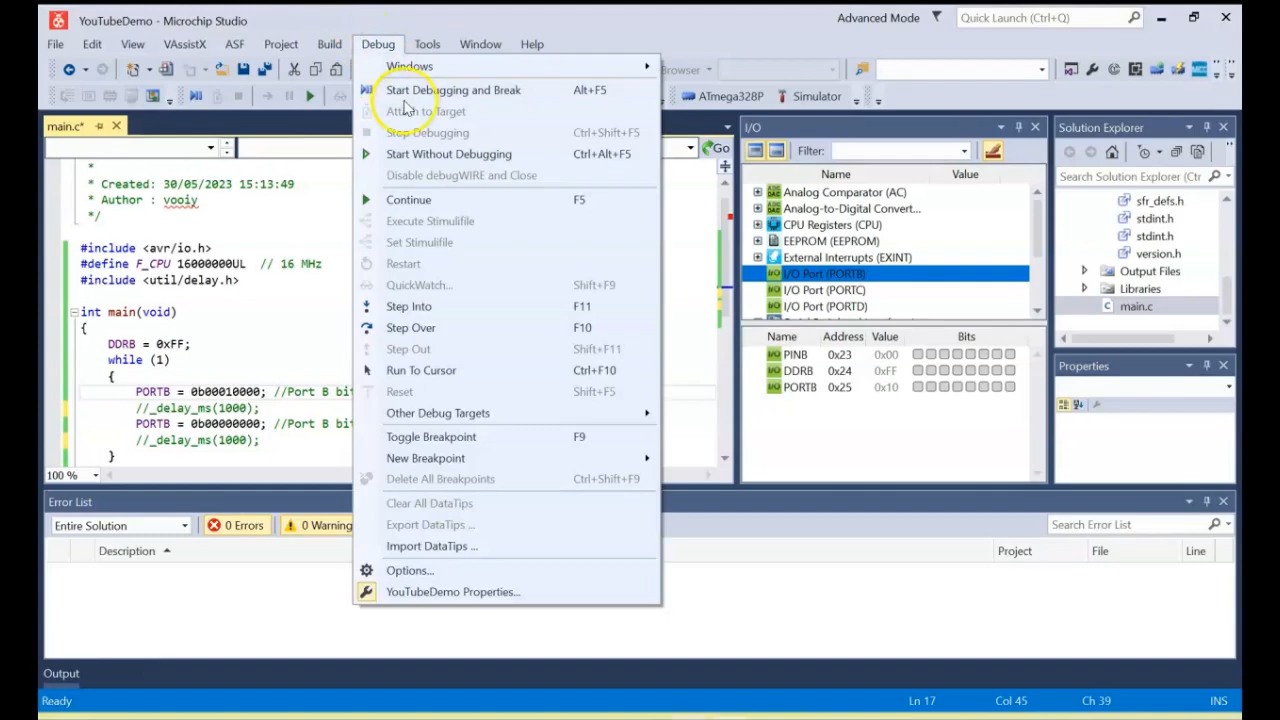 YouTubeDemo - Microchip Studio
Advanced Mode
Quick Launch (Ctrl+Q)
File Edit View VAssistX ASF Project Build Debug Tools Window Help
Browser
ATmega328P
Simulator
main.c*
Go
*
* Created: 30/05/2023 15:13:49
* Author : vooiy
*/
#include <avr/io.h>
#define F_CPU 16000000UL // 16 MHz
#include <util/delay.h>
int main(void)
{
DDRB = 0xFF;
while (1)
{
PORTB = 0b00010000; //Port B bi
//_delay_ms(1000);
PORTB = 0b00000000; //Port B bi
//_delay_ms(1000);
}
100 %
Windows
Start Debugging and Break Alt+F5
Attach to Target
Stop Debugging Ctrl+Shift+F5
Start Without Debugging Ctrl+Alt+F5
Disable debugWIRE and Close
Continue F5
Execute Stimulifile
Set Stimulifile
Restart
QuickWatch... Shift+F9
Step Into F11
Step Over F10
Step Out Shift+F11
Run To Cursor Ctrl+F10
Reset Shift+F5
Other Debug Targets
Toggle Breakpoint F9
New Breakpoint
Delete All Breakpoints Ctrl+Shift+F9
Clear All DataTips
Export DataTips ...
Import DataTips ...
Options...
YouTubeDemo Properties...
I/O
Filter:
Name Value
Analog Comparator (AC)
Analog-to-Digital Convert...
CPU Registers (CPU)
EEPROM (EEPROM)
External Interrupts (EXINT)
I/O Port (PORTB)
I/O Port (PORTC)
I/O Port (PORTD)
Name Address Value Bits
PINB 0x23 0x00
DDRB 0x24 0xFF
PORTB 0x25 0x10
Solution Explorer
Search Solution Explorer (Ctr
sfr_defs.h
stdint.h
stdint.h
version.h
Output Files
Libraries
main.c
Properties
Error List
Entire Solution
0 Errors
0 Warning
Search Error List
Description Project File Line
Output
Ready Ln 17 Col 45 Ch 39 INS